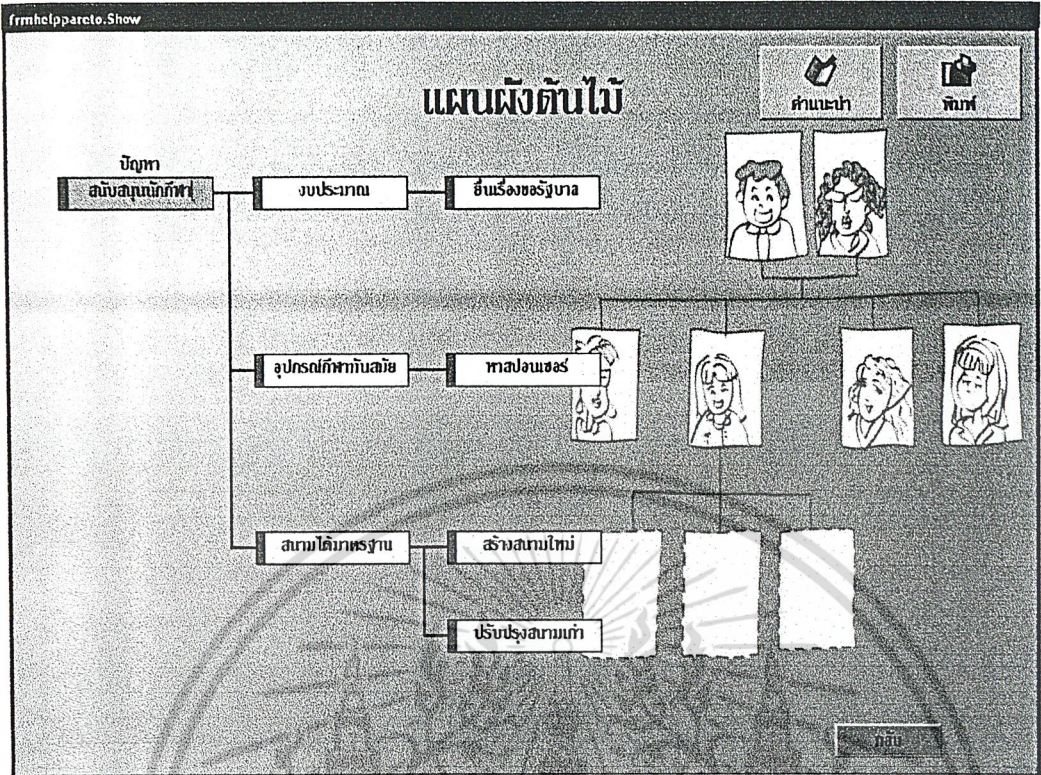 frmhelppareto.Show
แผนผังต้นไม้
คำแนะนำ
พิมพ์
ปัญหา
สนับสนุนนักกีฬา
งบประมาณ
ยื่นเรื่องขอรัฐบาล
อุปกรณ์กีฬาทันสมัย
หาสปอนเซอร์
สนามได้มาตรฐาน
สร้างสนามใหม่
ปรับปรุงสนามเก่า
กลับ